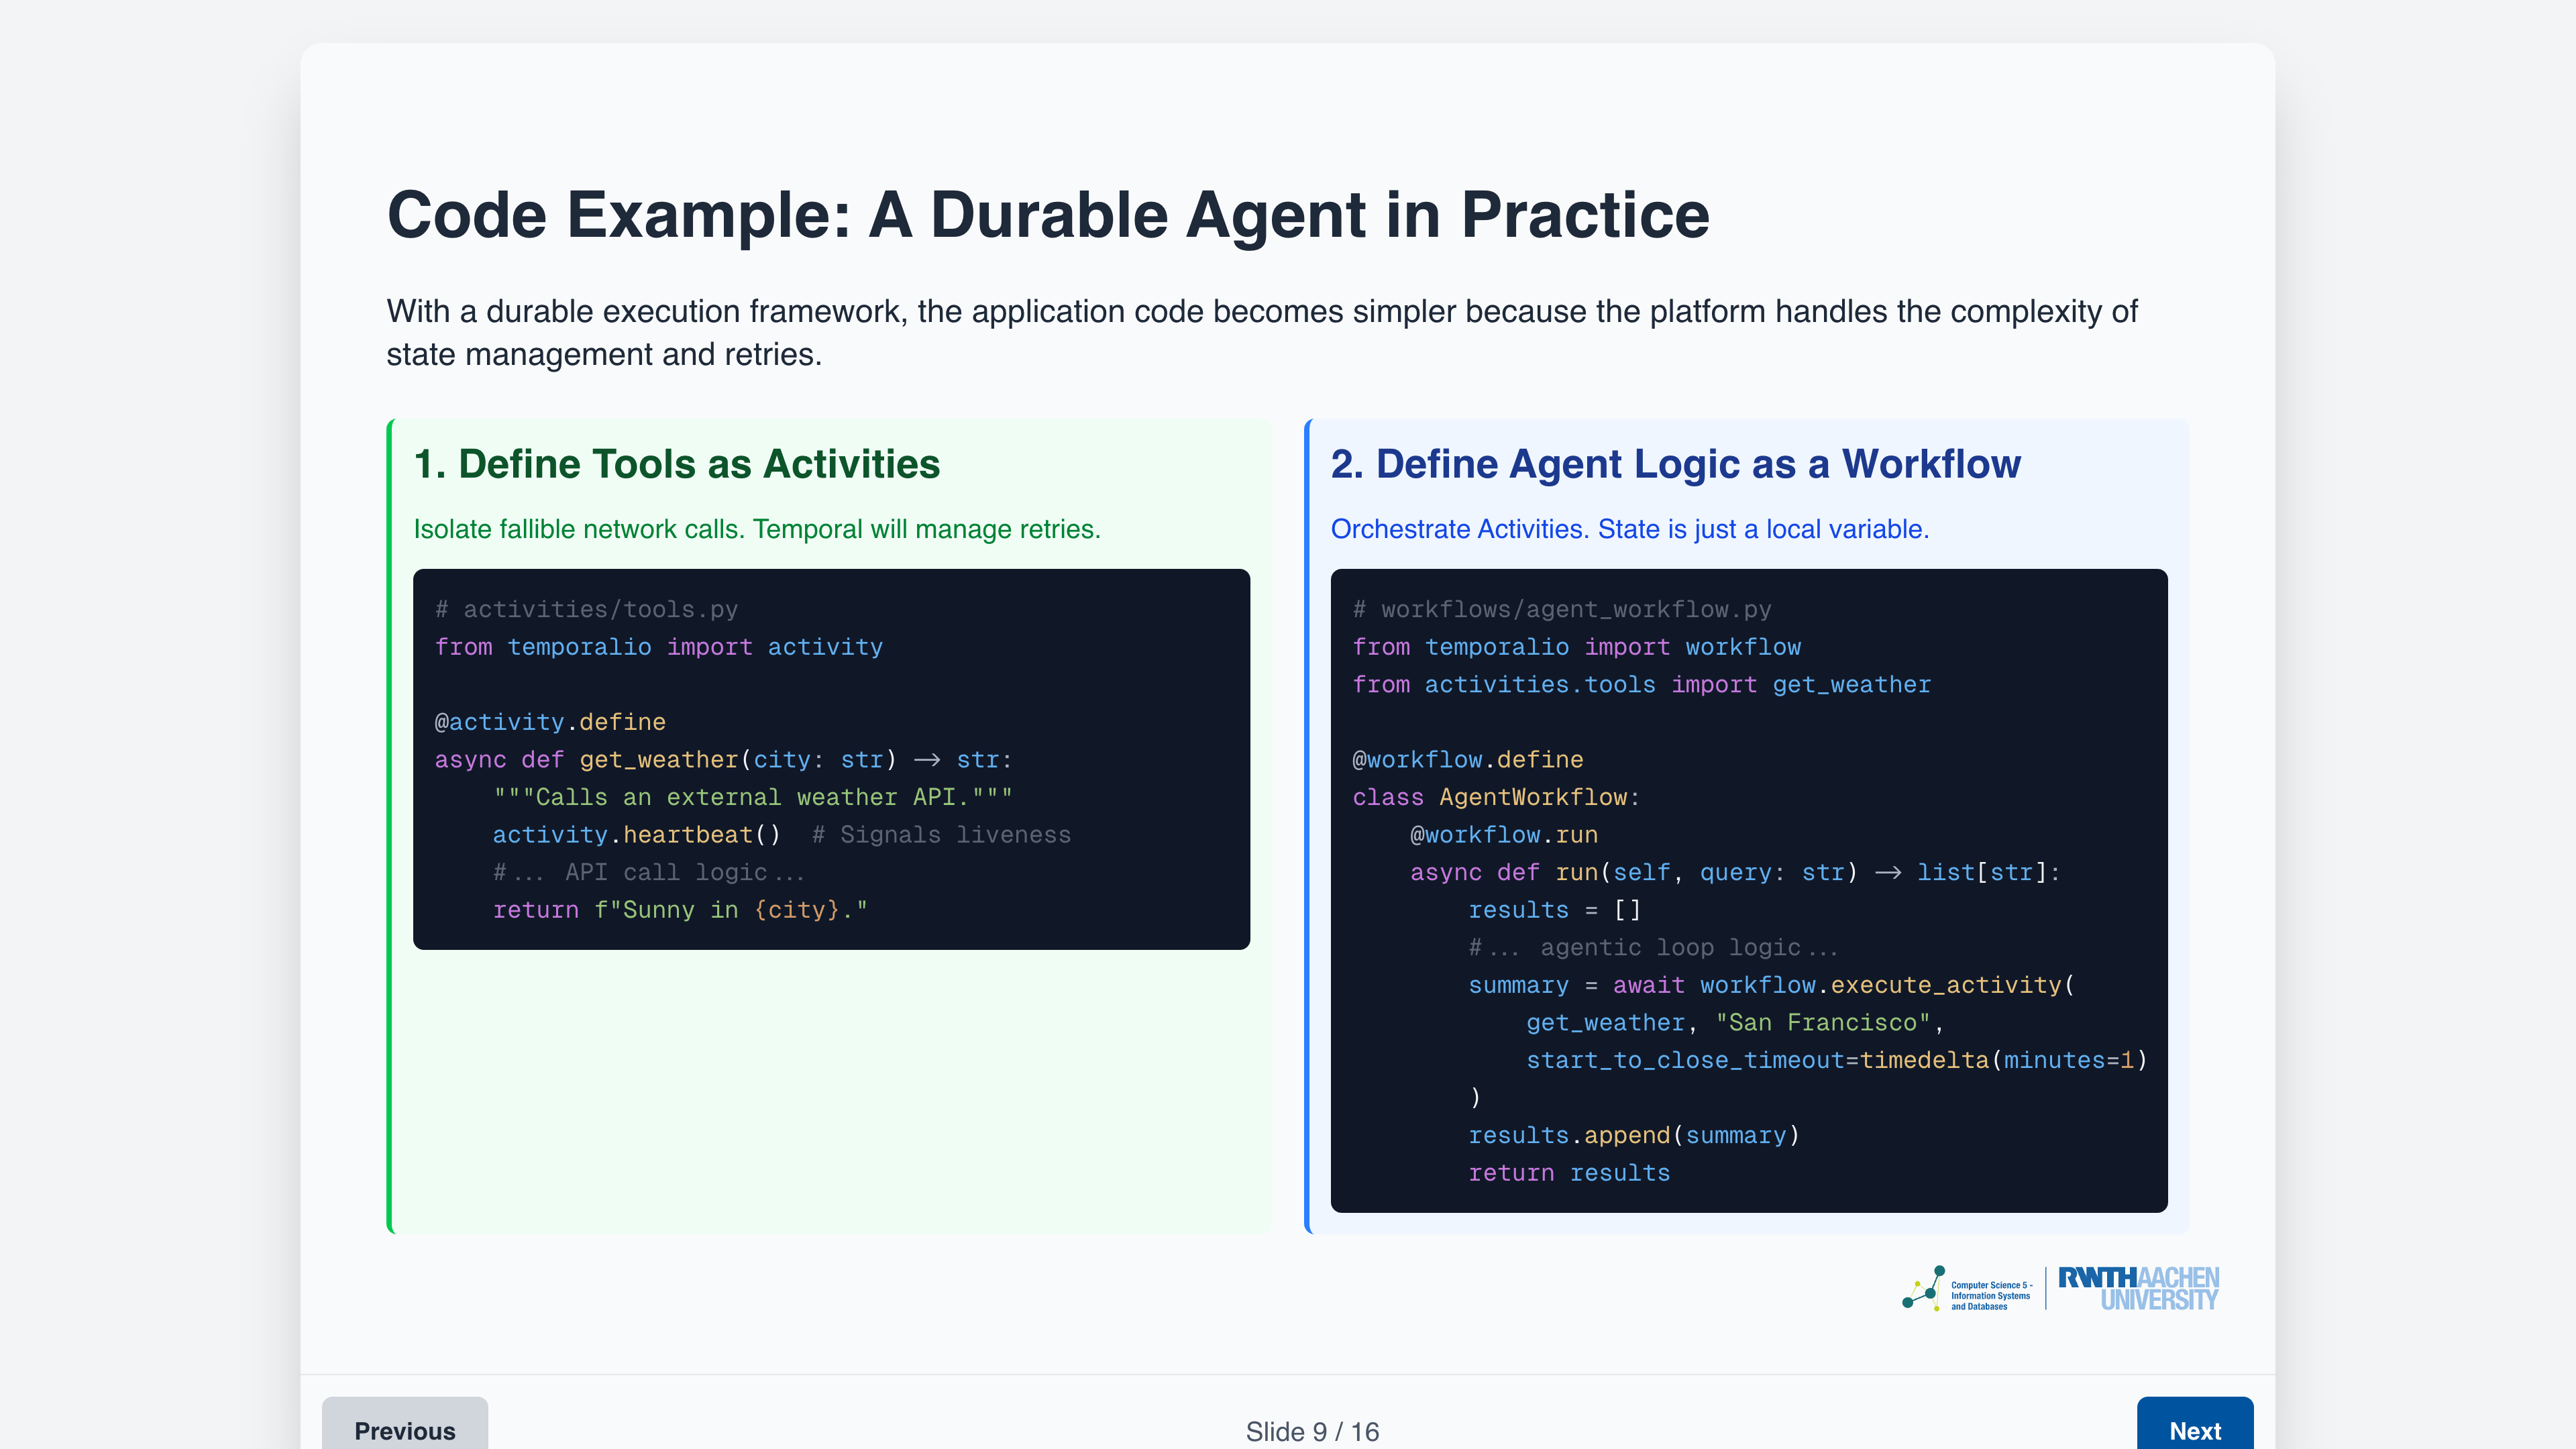 Code Example: A Durable Agent in Practice
With a durable execution framework, the application code becomes simpler because the platform handles the complexity of
state management and retries.
1. Define Tools as Activities
Isolate fallible network calls. Temporal will manage retries.
# activities/tools.py
from temporalio import activity

@activity.define
async def get_weather(city: str) -> str:
    """Calls an external weather API."""
    activity.heartbeat()  # Signals liveness
    #... API call logic...
    return f"Sunny in {city}."
2. Define Agent Logic as a Workflow
Orchestrate Activities. State is just a local variable.
# workflows/agent_workflow.py
from temporalio import workflow
from activities.tools import get_weather

@workflow.define
class AgentWorkflow:
    @workflow.run
    async def run(self, query: str) -> list[str]:
        results = []
        #... agentic loop logic...
        summary = await workflow.execute_activity(
            get_weather, "San Francisco",
            start_to_close_timeout=timedelta(minutes=1)
        )
        results.append(summary)
        return results
Computer Science 5 -
Information Systems
and Databases
RWTHAACHEN
UNIVERSITY
Previous
Slide 9 / 16
Next